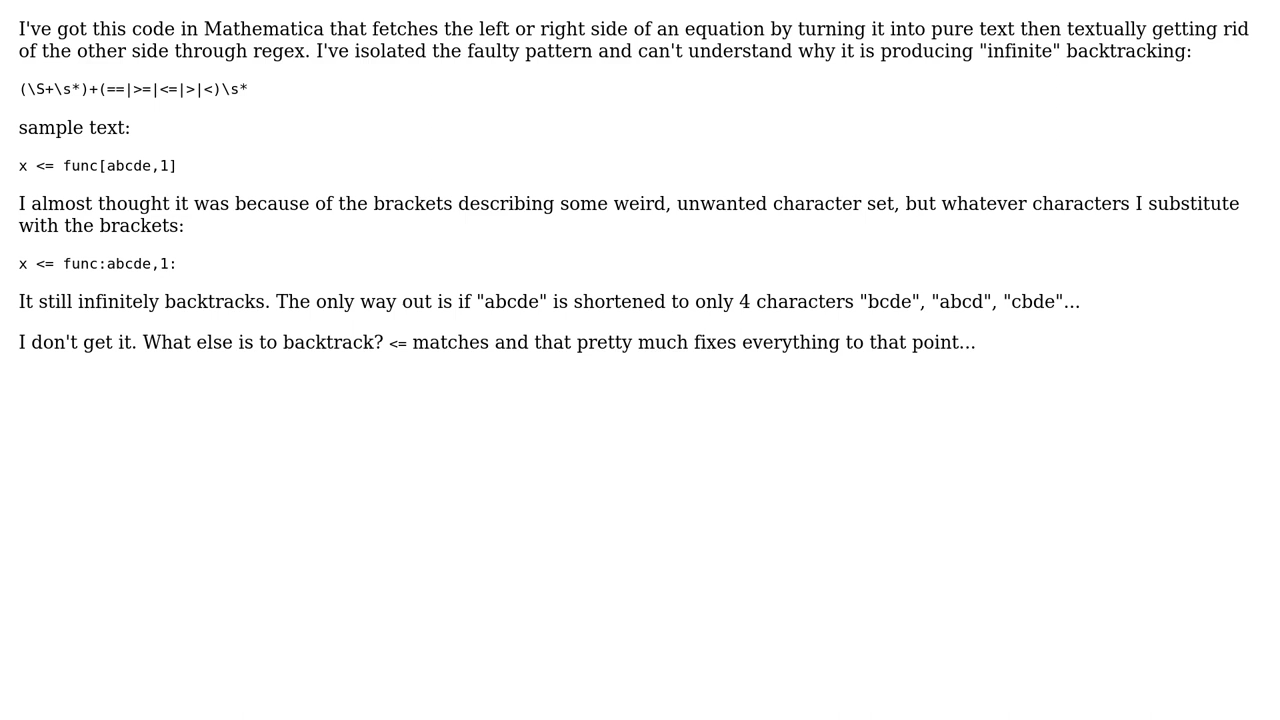 I've got this code in Mathematica that fetches the left or right side of an equation by turning it into pure text then textually getting rid
of the other side through regex. I've isolated the faulty pattern and can't understand why it is producing "infinite" backtracking:
(\S+\s*)+(==|>=|<=|>|<)\s*
sample text:
x <= func[abcde,1]
I almost thought it was because of the brackets describing some weird, unwanted character set, but whatever characters I substitute
with the brackets:
x <= func:abcde,1:
It still infinitely backtracks. The only way out is if "abcde" is shortened to only 4 characters "bcde", "abcd", "cbde"...
I don't get it. What else is to backtrack? <= matches and that pretty much fixes everything to that point...